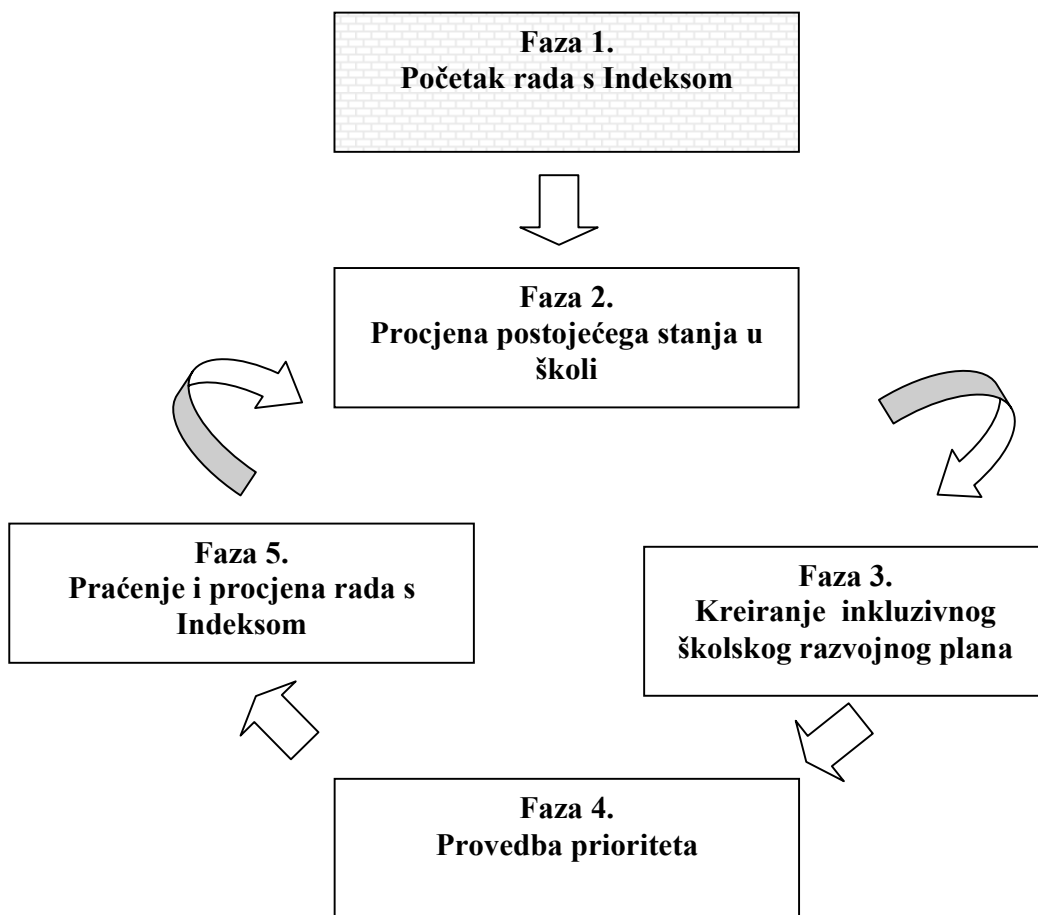 Faza 1.
Početak rada s Indeksom
Faza 2.
Procjena postojećega stanja u
školi
Faza 5.
Praćenje i procjena rada s
Indeksom
Faza 3.
Kreiranje  inkluzivnog
školskog razvojnog plana
Faza 4.
Provedba prioriteta